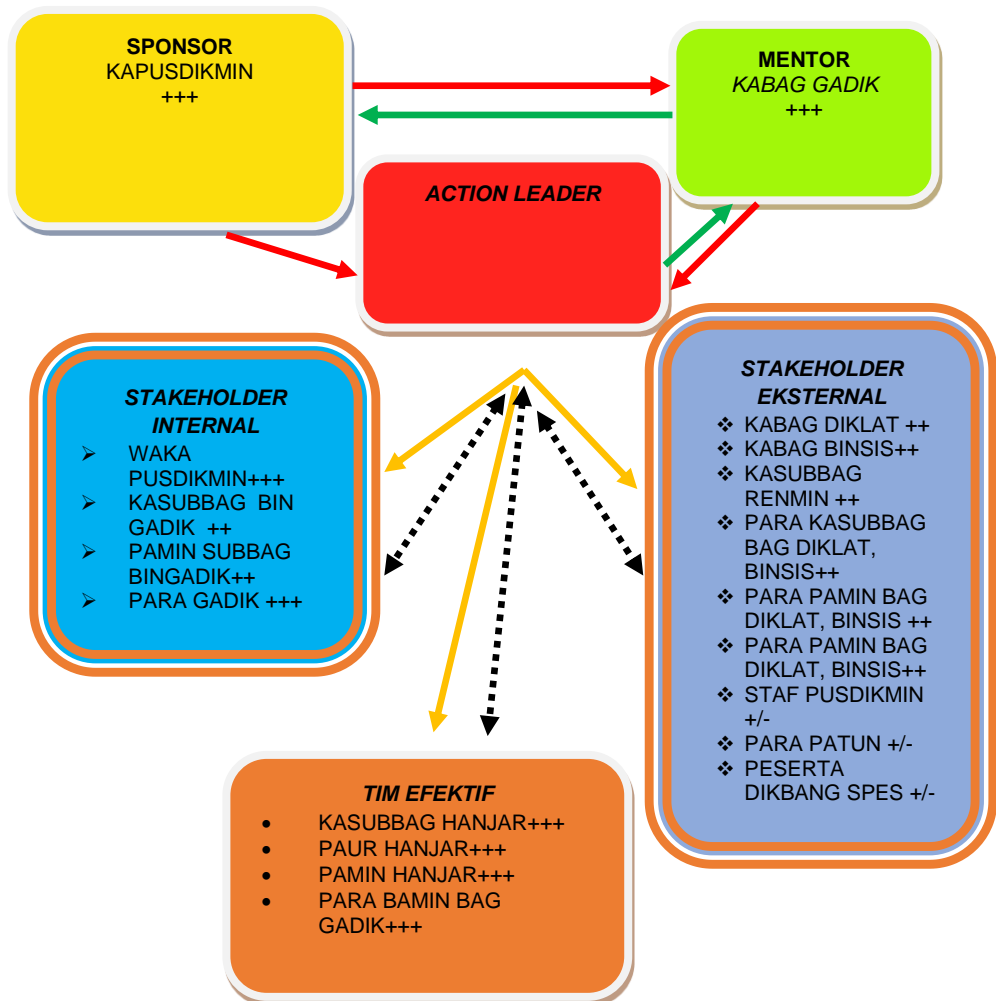 SPONSOR
KAPUSDIKMIN
+++
MENTOR
KABAG GADIK
+++
ACTION LEADER
STAKEHOLDER
INTERNAL
➢ WAKA
PUSDIKMIN+++
➢ KASUBBAG BIN
GADIK ++
➢ PAMIN SUBBAG
BINGADIK++
➢ PARA GADIK +++
STAKEHOLDER
EKSTERNAL
❖ KABAG DIKLAT ++
❖ KABAG BINSIS++
❖ KASUBBAG
RENMIN ++
❖ PARA KASUBBAG
BAG DIKLAT,
BINSIS++
❖ PARA PAMIN BAG
DIKLAT, BINSIS ++
❖ PARA PAMIN BAG
DIKLAT, BINSIS++
❖ STAF PUSDIKMIN
+/-
❖ PARA PATUN +/-
❖ PESERTA
DIKBANG SPES +/-
TIM EFEKTIF
• KASUBBAG HANJAR+++
• PAUR HANJAR+++
• PAMIN HANJAR+++
• PARA BAMIN BAG
GADIK+++